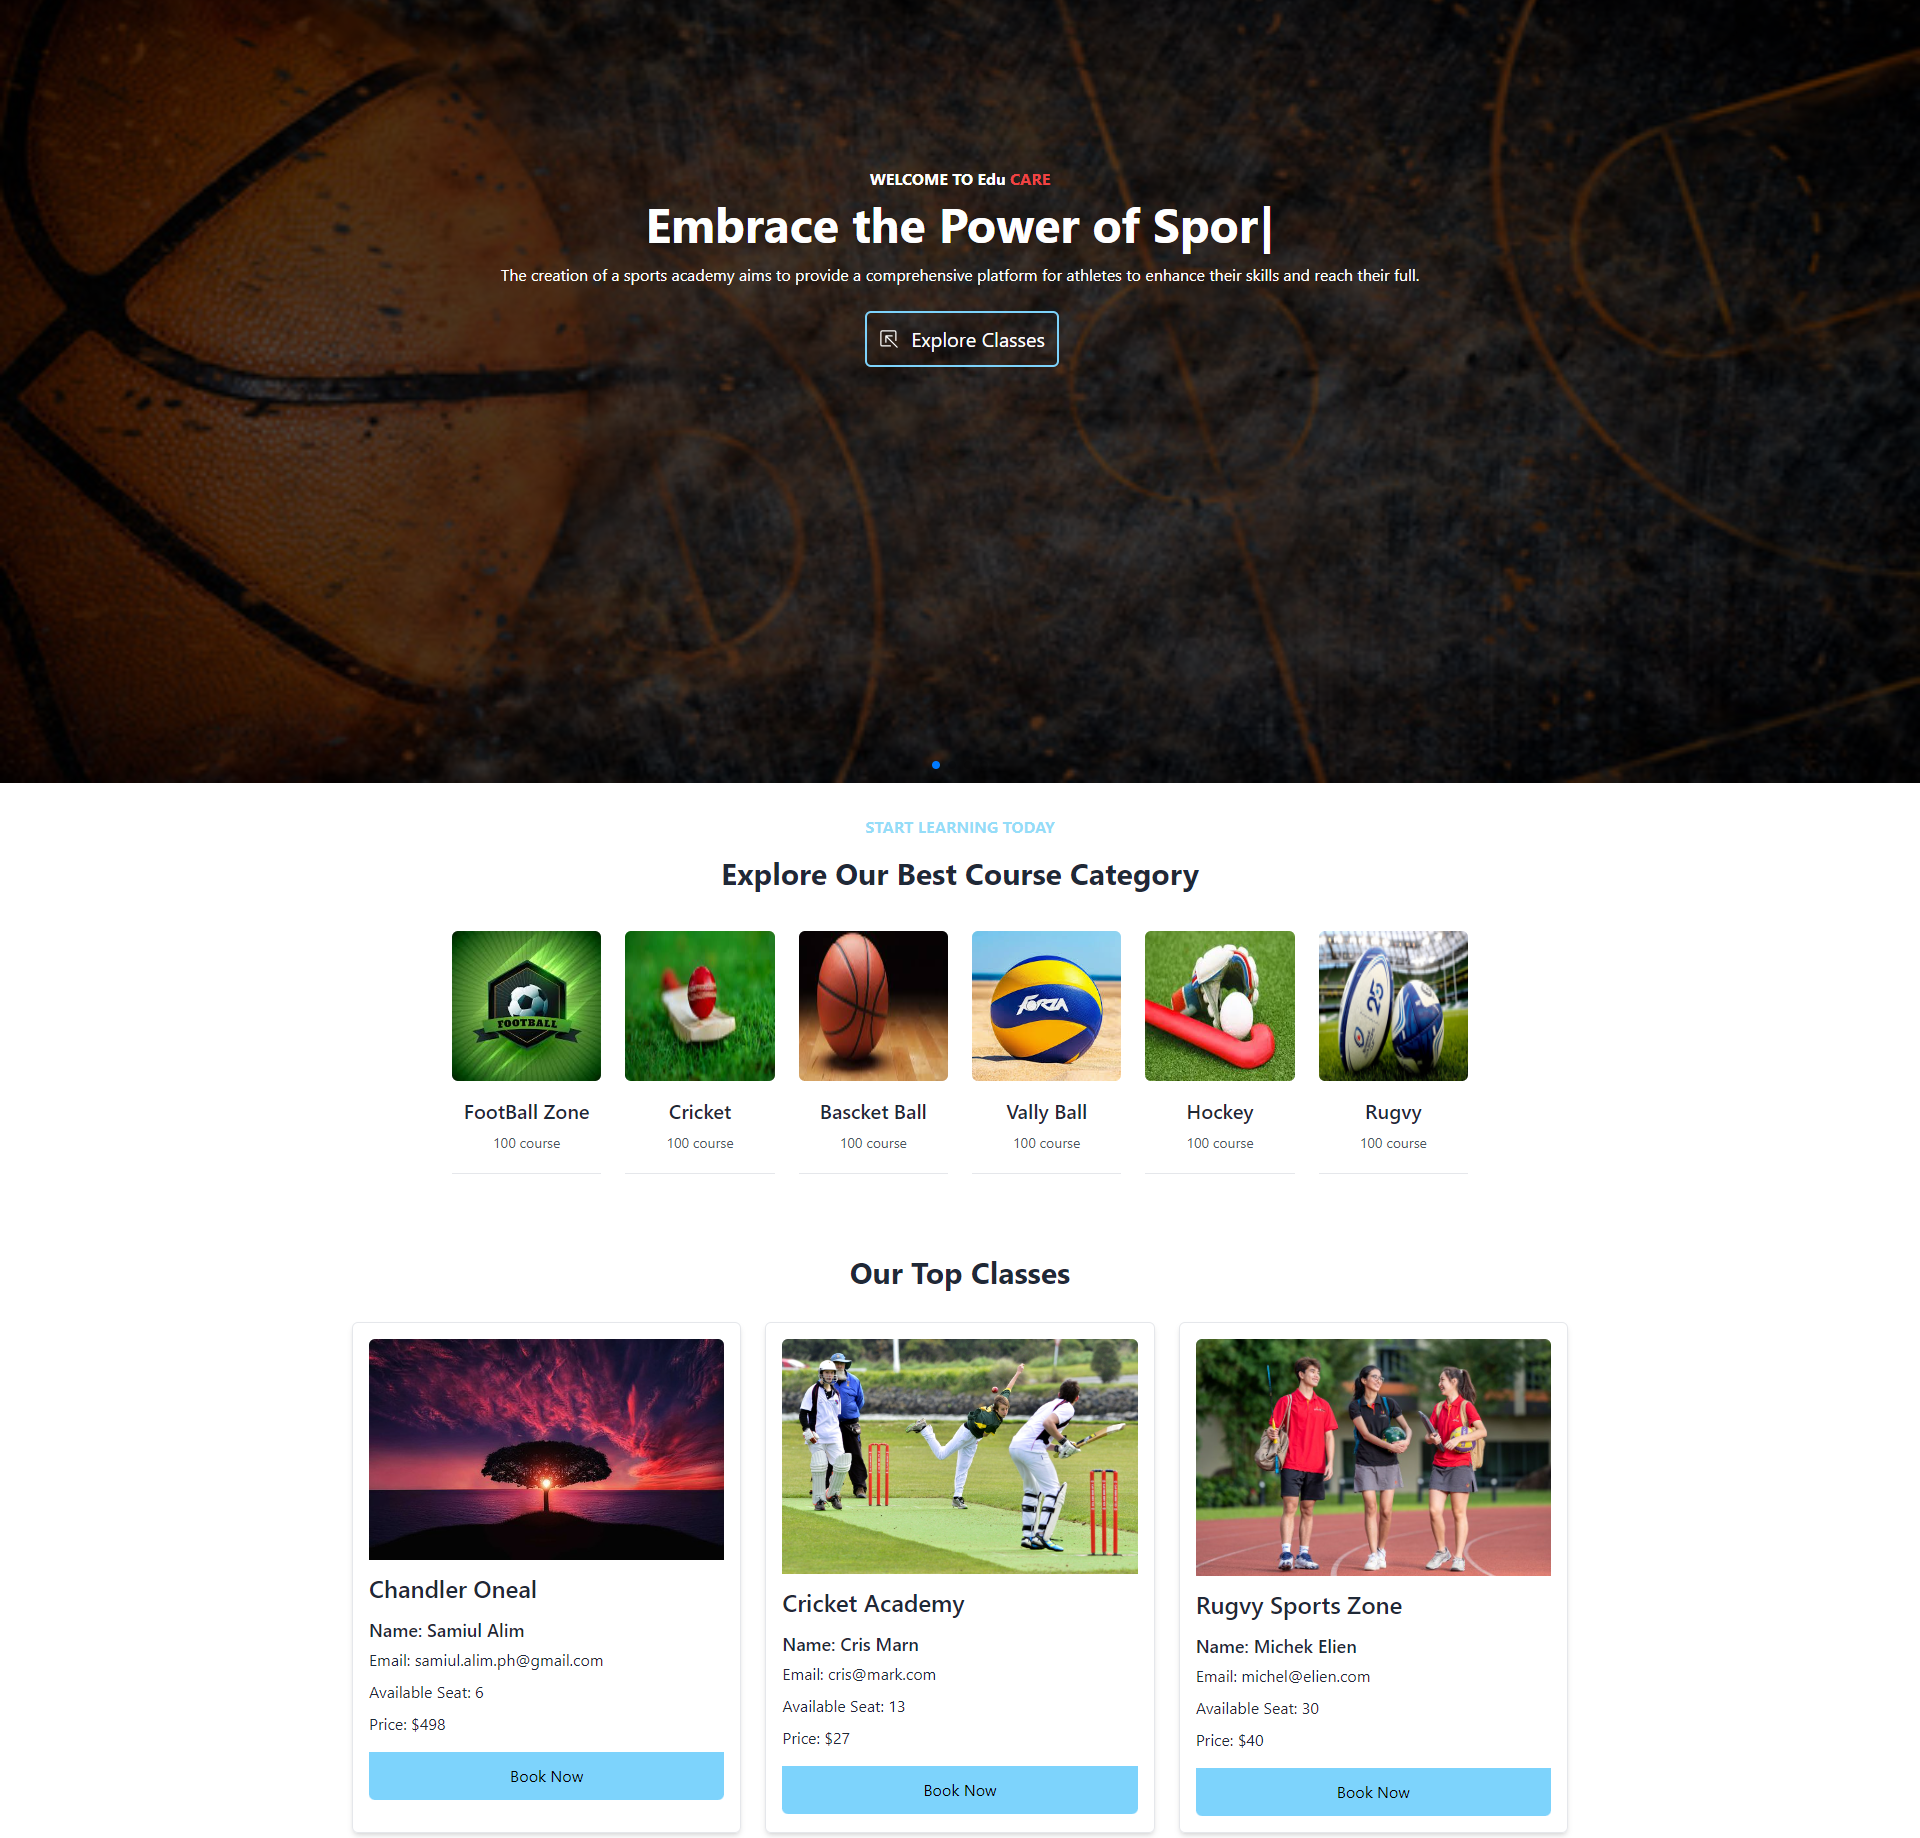 WELCOME TO Edu CARE
Embrace the Power of Spor|
The creation of a sports academy aims to provide a comprehensive platform for athletes to enhance their skills and reach their full.
Explore Classes
START LEARNING TODAY
Explore Our Best Course Category
FOOTBALL
FORZA
25
FootBall Zone
100 course
Cricket
100 course
Bascket Ball
100 course
Vally Ball
100 course
Hockey
100 course
Rugvy
100 course
Our Top Classes
Chandler Oneal
Name: Samiul Alim
Email: samiul.alim.ph@gmail.com
Available Seat: 6
Price: $498
Book Now
Cricket Academy
Name: Cris Marn
Email: cris@mark.com
Available Seat: 13
Price: $27
Book Now
Rugvy Sports Zone
Name: Michek Elien
Email: michel@elien.com
Available Seat: 30
Price: $40
Book Now